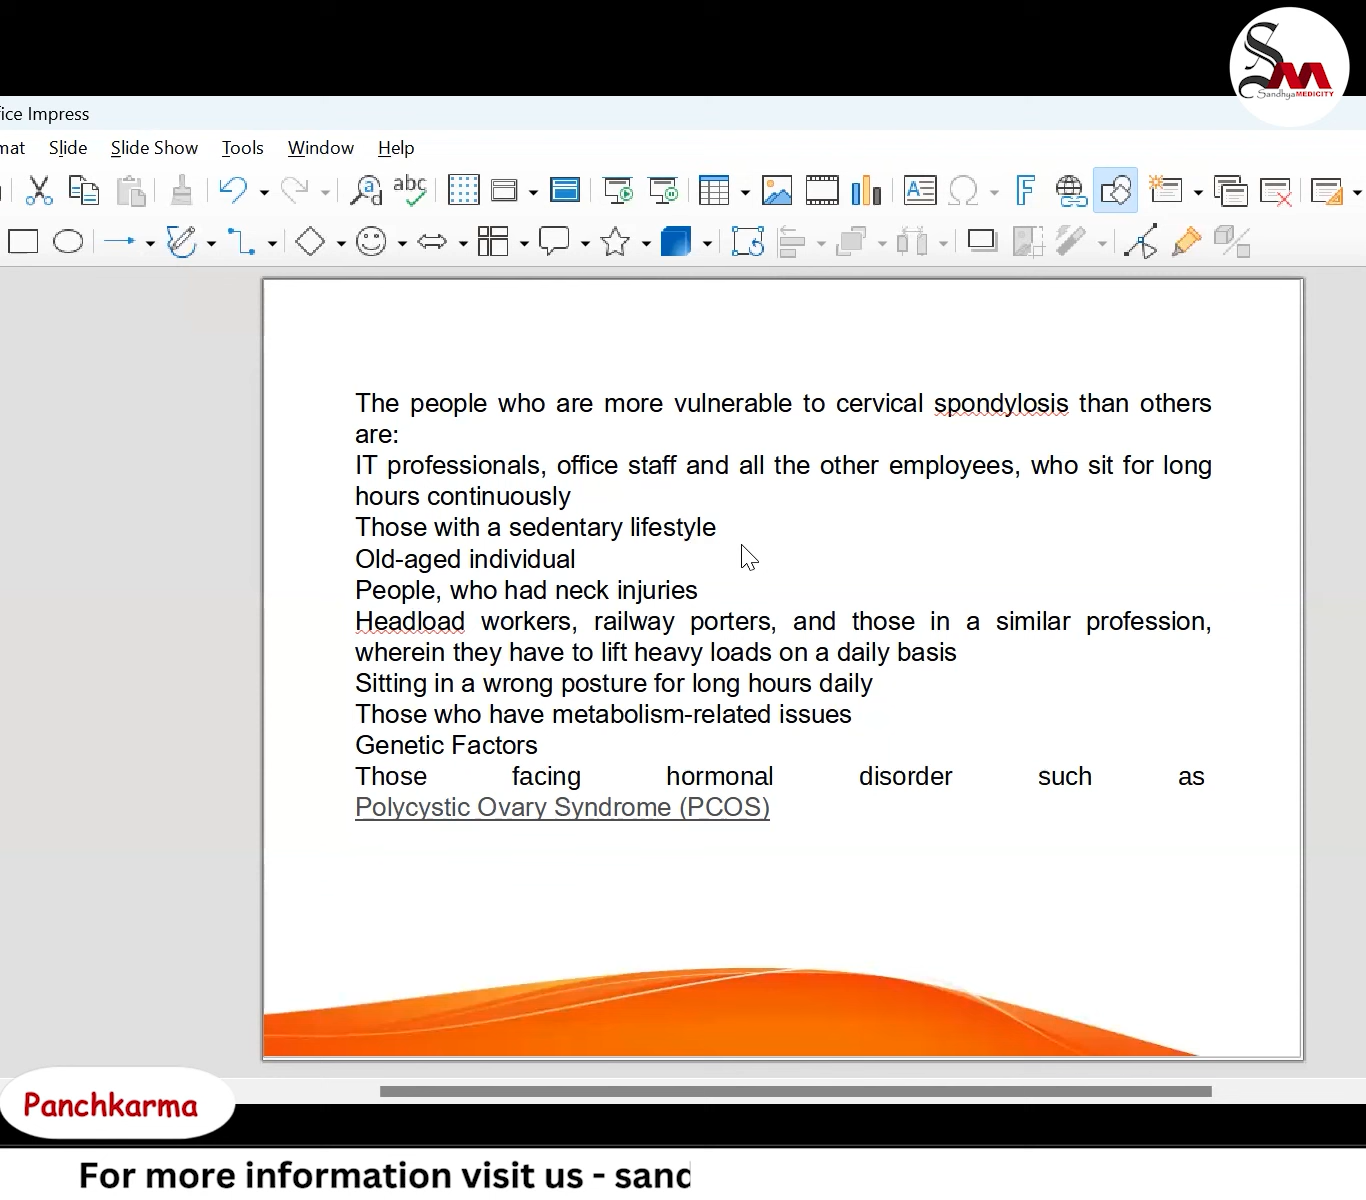 SM
SandhyaMEDICITY
ice Impress
mat Slide Slide Show Tools Window Help
The people who are more vulnerable to cervical spondylosis than others
are:
IT professionals, office staff and all the other employees, who sit for long
hours continuously
Those with a sedentary lifestyle
Old-aged individual
People, who had neck injuries
Headload workers, railway porters, and those in a similar profession,
wherein they have to lift heavy loads on a daily basis
Sitting in a wrong posture for long hours daily
Those who have metabolism-related issues
Genetic Factors
Those facing hormonal disorder such as
Polycystic Ovary Syndrome (PCOS)
Panchkarma
For more information visit us - sand